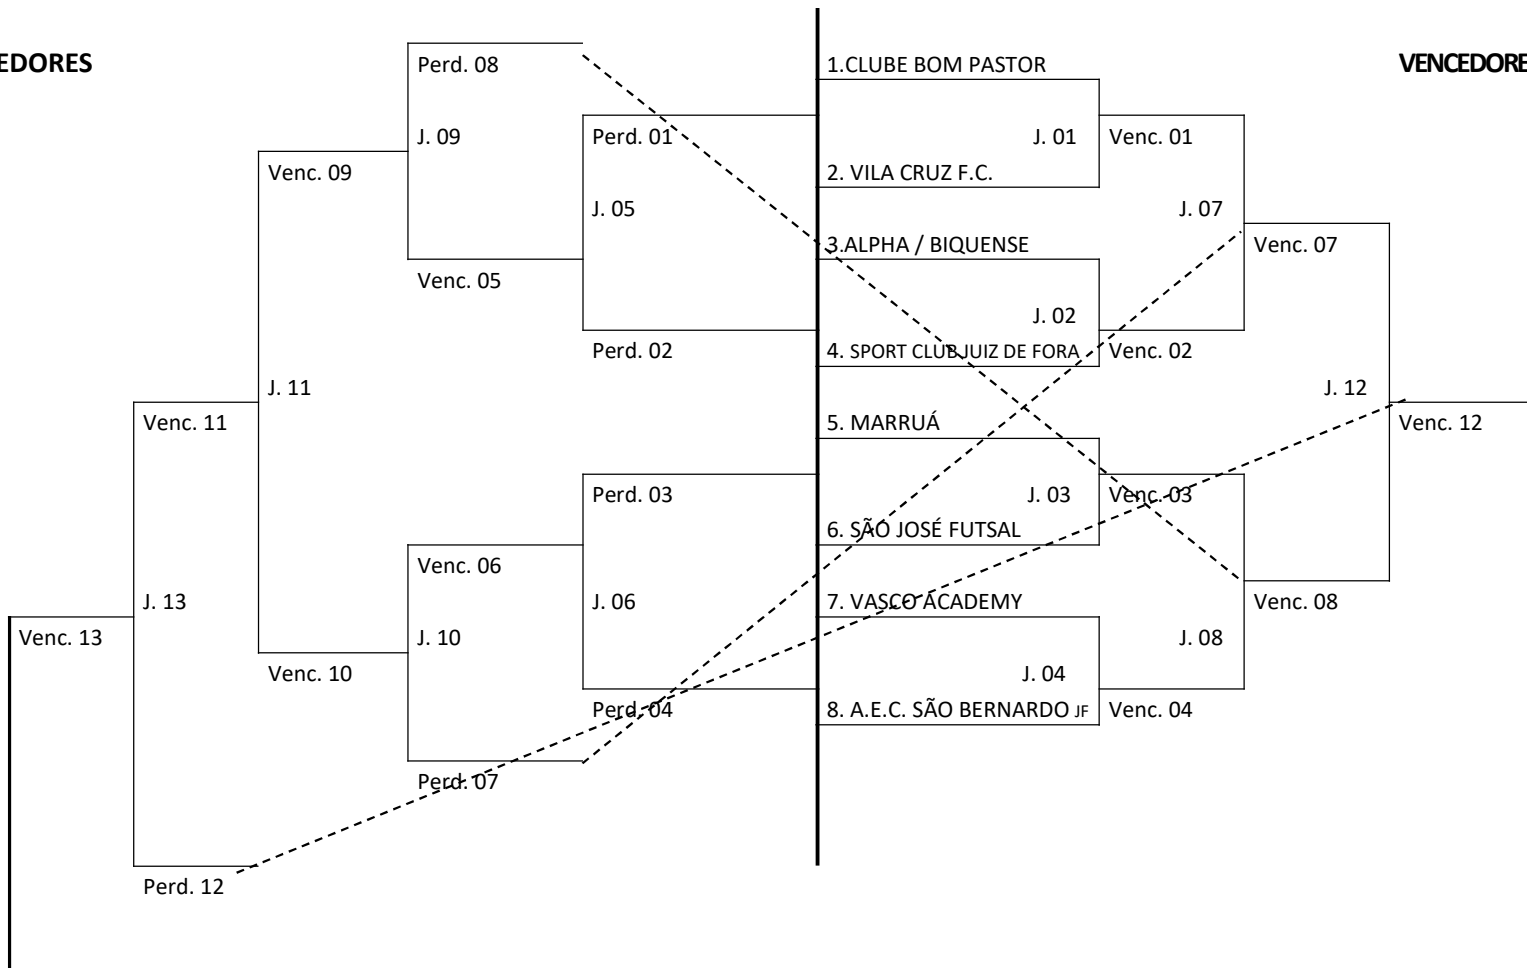 EDORES
VENCEDORE
Perd. 08
1.CLUBE BOM PASTOR
J. 09
Perd. 01
J. 01
Venc. 01
Venc. 09
2. VILA CRUZ F.C.
J. 05
J. 07
3.ALPHA / BIQUENSE
Venc. 07
Venc. 05
J. 02
Perd. 02
4. SPORT CLUB JUIZ DE FORA
Venc. 02
J. 11
J. 12
Venc. 11
5. MARRUÁ
Venc. 12
Perd. 03
J. 03
Venc. 03
6. SÃO JOSÉ FUTSAL
Venc. 06
J. 13
J. 06
7. VASCO ACADEMY
Venc. 08
Venc. 13
J. 10
J. 08
Venc. 10
J. 04
Perd. 04
8. A.E.C. SÃO BERNARDO JF
Venc. 04
Perd. 07
Perd. 12